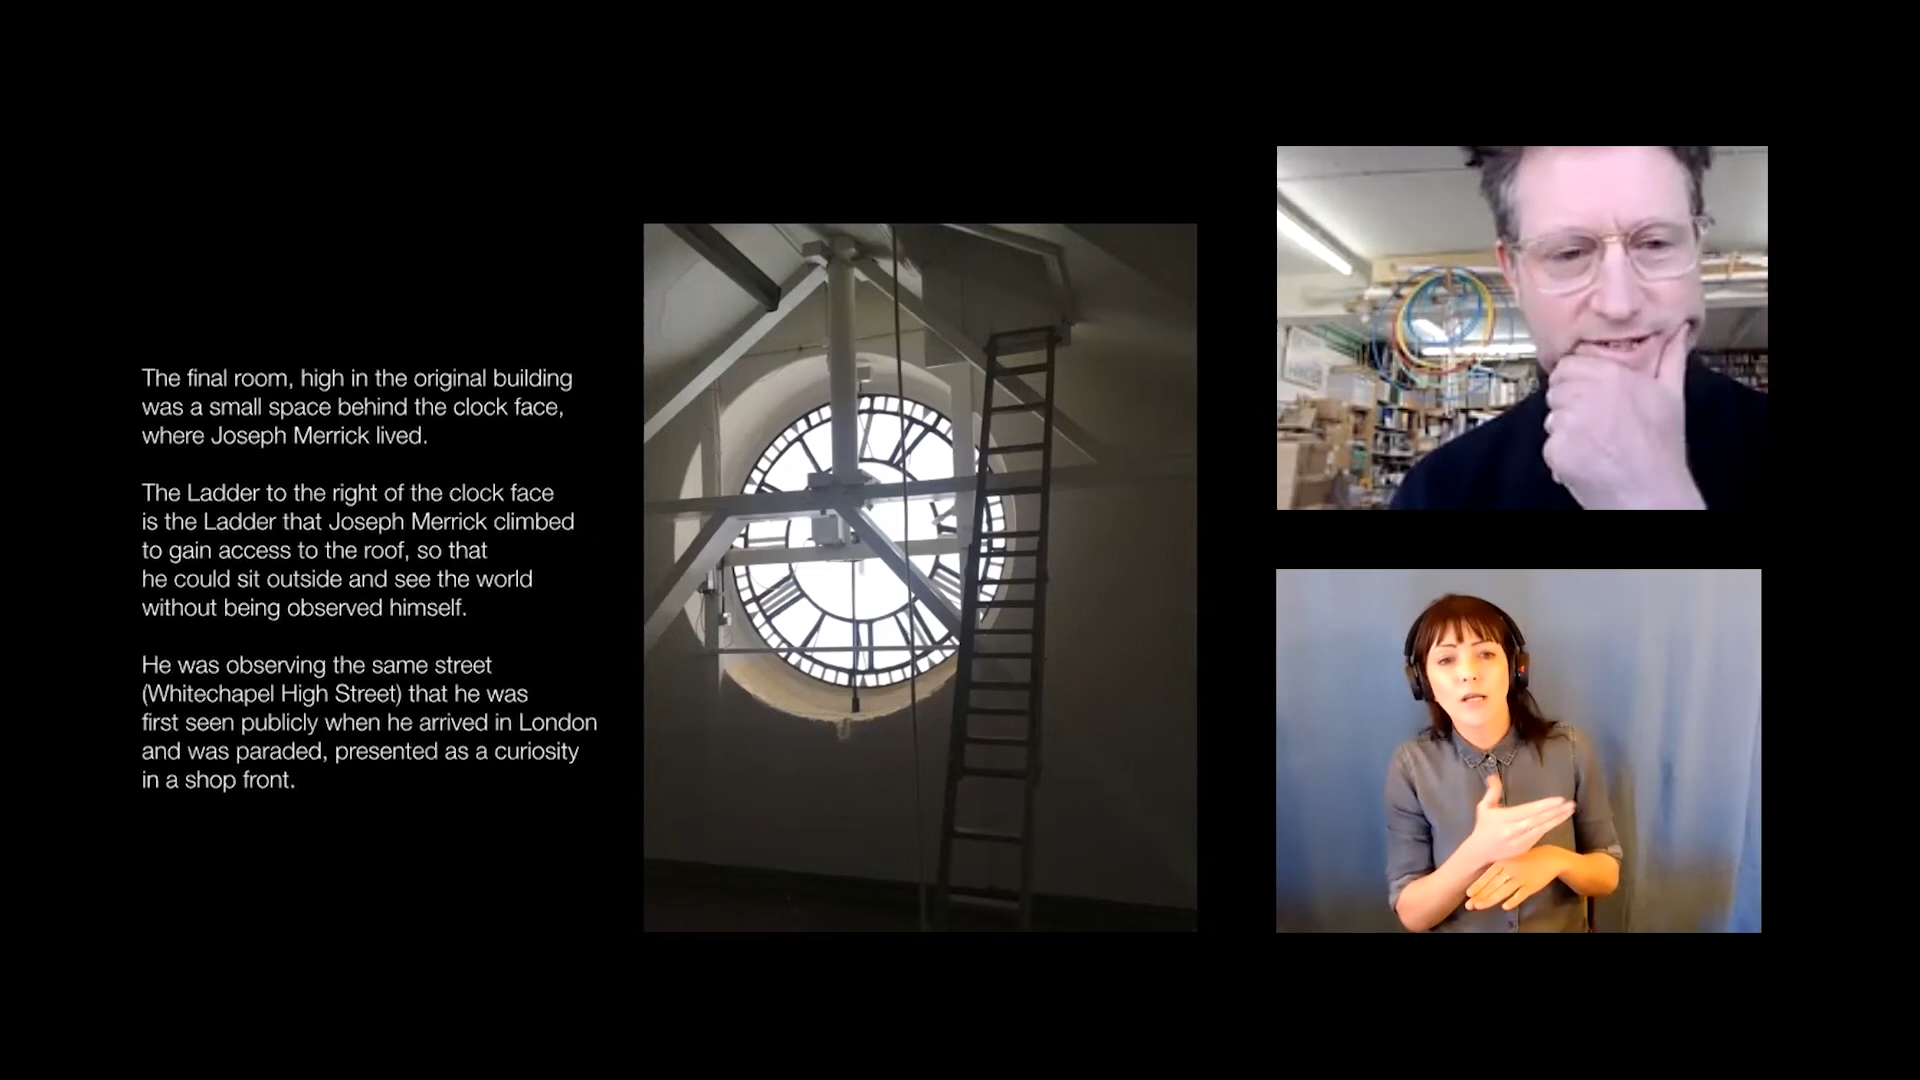 The final room, high in the original building
was a small space behind the clock face,
where Joseph Merrick lived.
The Ladder to the right of the clock face
is the Ladder that Joseph Merrick climbed
to gain access to the roof, so that
he could sit outside and see the world
without being observed himself.
He was observing the same street
(Whitechapel High Street) that he was
first seen publicly when he arrived in London
and was paraded, presented as a curiosity
in a shop front.